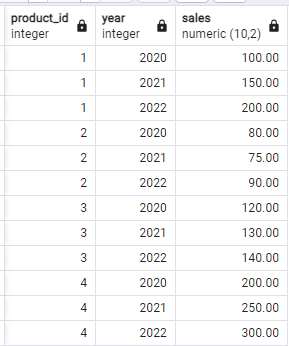 product_id year sales
integer integer numeric (10,2)
1 2020 100.00
1 2021 150.00
1 2022 200.00
2 2020 80.00
2 2021 75.00
2 2022 90.00
3 2020 120.00
3 2021 130.00
3 2022 140.00
4 2020 200.00
4 2021 250.00
4 2022 300.00